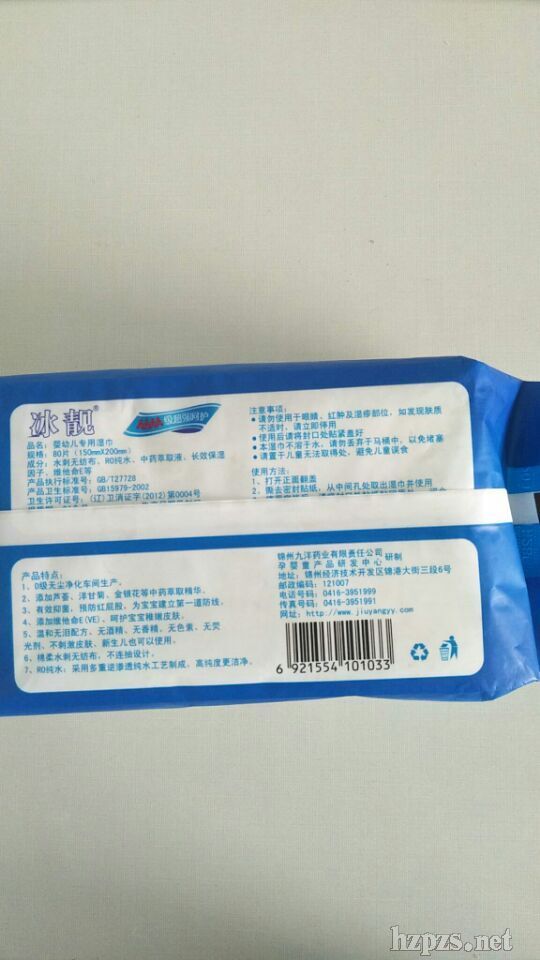 冰靓®
级超强呵护
品名：婴幼儿专用湿巾
规格：80片（150mmX200mm）
成分：水刺无纺布、RO纯水、中药萃取液、长效保湿
因子、维他命E等
产品执行标准号：GB/T27728
产品卫生标准号：GB15979-2002
卫生许可证号：(辽)卫消证字(2012)第0004号
注意事项：
●请勿使用于眼睛、红肿及湿疹部位，如发现肤质
不适时，请立即停用
●使用后请将封口处贴紧盖好
●本湿巾不溶于水，请勿丢弃于马桶中，以免堵塞
●请置于儿童无法取得处，避免儿童误食
使用方法：
1、打开正面翻盖
2、撕去密封贴纸，从中间孔处取出湿巾并使用
产品特点：
1、D级无尘净化车间生产。
2、添加芦荟、洋甘菊、金银花等中药萃取精华。
3、有效抑菌，预防红屁股，为宝宝建立第一道防线。
4、添加维他命E（VE），呵护宝宝稚嫩皮肤。
5、温和无泪配方、无酒精、无香精、无色素、无荧
光剂，不刺激皮肤、新生儿也可以使用。
6、棉柔水刺无纺布，不连抽设计。
7、RO纯水：采用多重逆渗透纯水工艺制成，高纯度更洁净。
锦州九洋药业有限责任公司
孕婴童产品研发中心 研制
地址：锦州经济技术开发区锦港大街三段6号
邮政编码：121007
电话号码：0416-3951999
传真号码：0416-3951991
网址：http://www.jiuyangyy.com
6 921554 101033
hzpzs.net